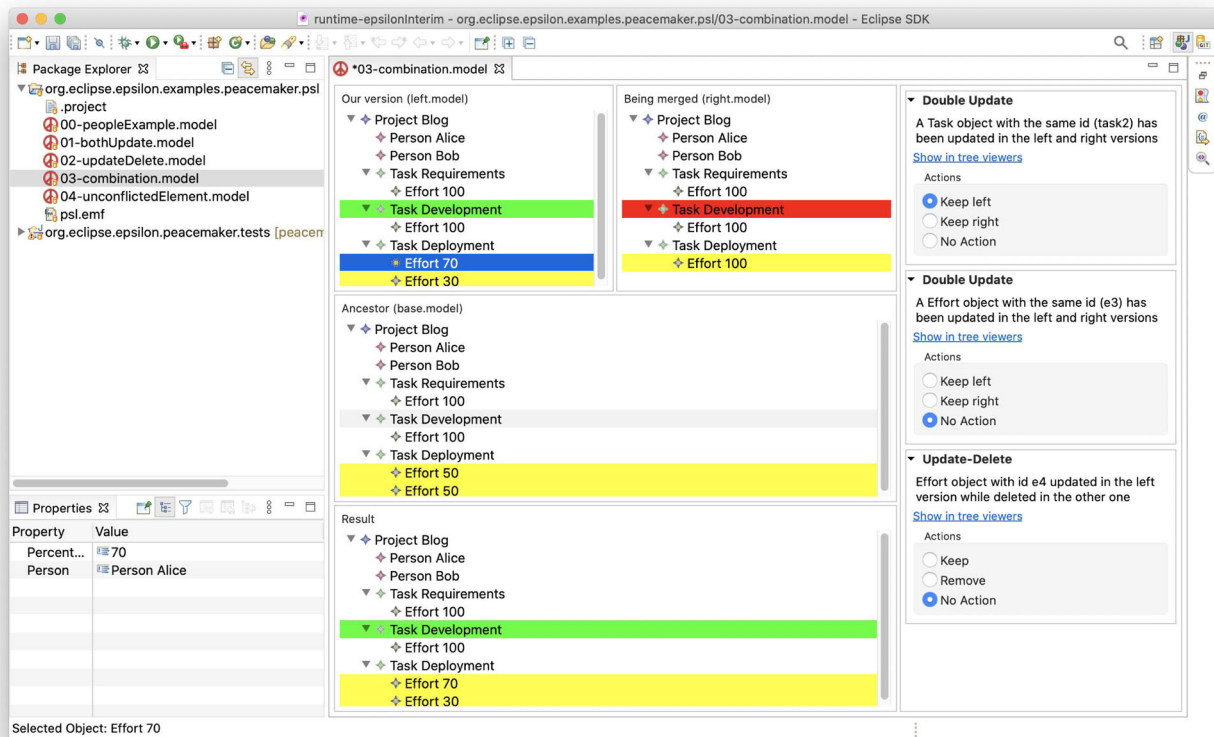 runtime-epsilonInterim - org.eclipse.epsilon.examples.peacemaker.psl/03-combination.model - Eclipse SDK
Package Explorer
org.eclipse.epsilon.examples.peacemaker.psl
.project
00-peopleExample.model
01-bothUpdate.model
02-updateDelete.model
03-combination.model
04-unconflictedElement.model
psl.emf
org.eclipse.epsilon.peacemaker.tests [peacem
Properties
Property Value
Percent... 70
Person Person Alice
*03-combination.model
Our version (left.model)
Project Blog
Person Alice
Person Bob
Task Requirements
Effort 100
Task Development
Effort 100
Task Deployment
Effort 70
Effort 30
Being merged (right.model)
Project Blog
Person Alice
Person Bob
Task Requirements
Effort 100
Task Development
Effort 100
Task Deployment
Effort 100
Ancestor (base.model)
Project Blog
Person Alice
Person Bob
Task Requirements
Effort 100
Task Development
Effort 100
Task Deployment
Effort 50
Effort 50
Result
Project Blog
Person Alice
Person Bob
Task Requirements
Effort 100
Task Development
Effort 100
Task Deployment
Effort 70
Effort 30
Double Update
A Task object with the same id (task2) has
been updated in the left and right versions
Show in tree viewers
Actions
Keep left
Keep right
No Action
Double Update
A Effort object with the same id (e3) has
been updated in the left and right versions
Show in tree viewers
Actions
Keep left
Keep right
No Action
Update-Delete
Effort object with id e4 updated in the left
version while deleted in the other one
Show in tree viewers
Actions
Keep
Remove
No Action
Selected Object: Effort 70